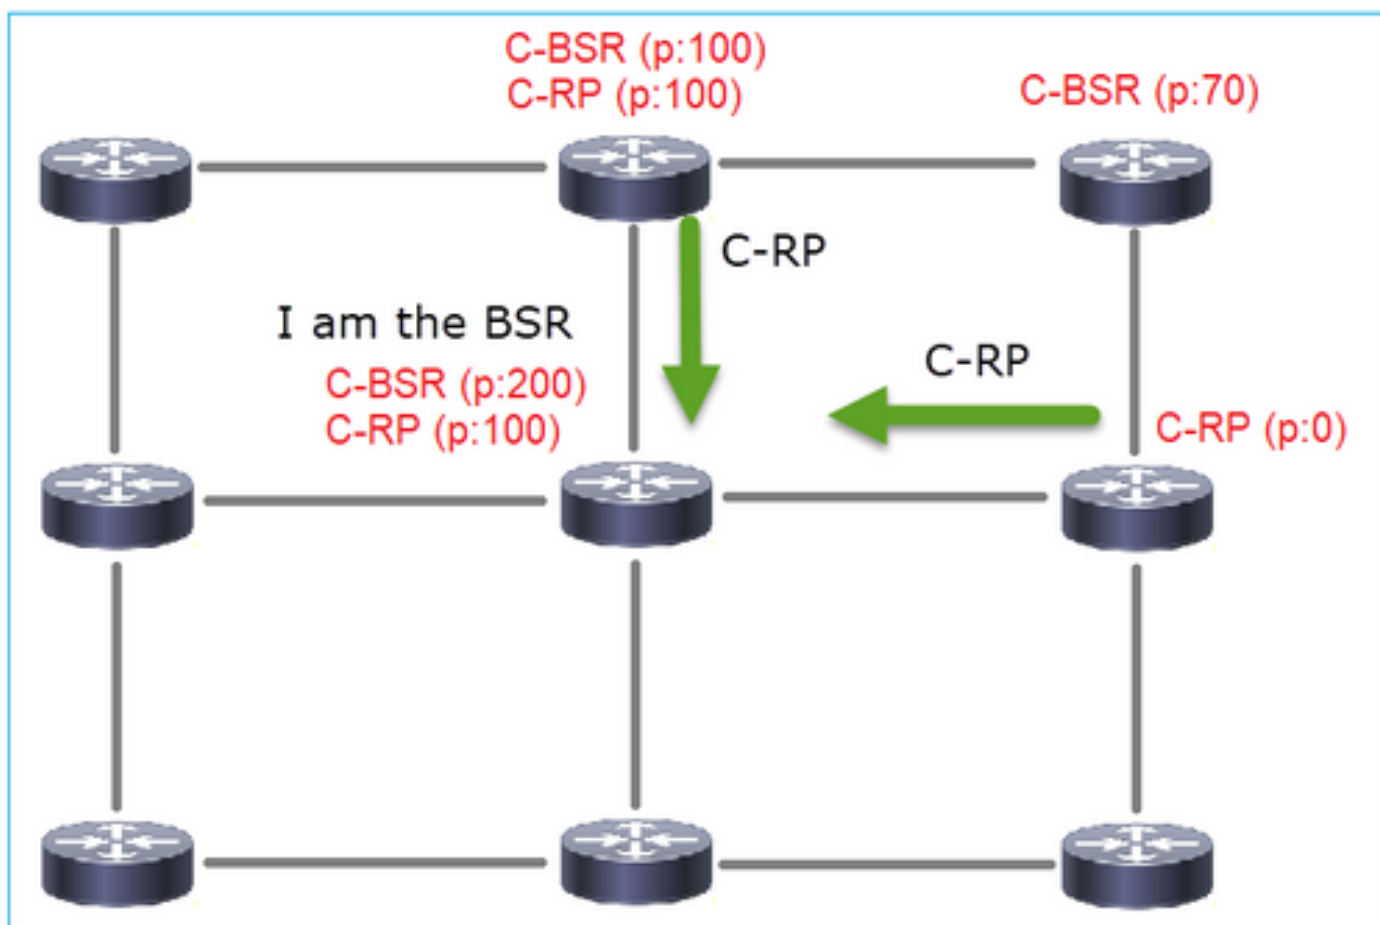 C-BSR (p:100)
C-RP (p:100)
C-BSR (p:70)
C-RP
I am the BSR
C-BSR (p:200)
C-RP (p:100)
C-RP
C-RP (p:0)